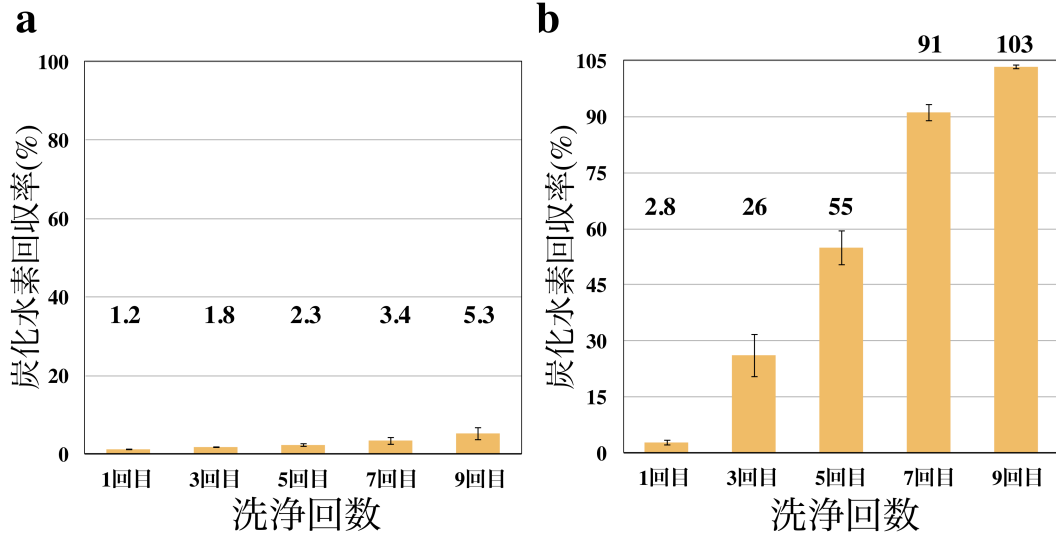 a
炭化水素回収率(%)
100
80
60
40
20
0
1.2
1.8
2.3
3.4
5.3
1回目
3回目
5回目
7回目
9回目
洗浄回数
b
炭化水素回収率(%)
105
90
75
60
45
30
15
0
2.8
26
55
91
103
1回目
3回目
5回目
7回目
9回目
洗浄回数